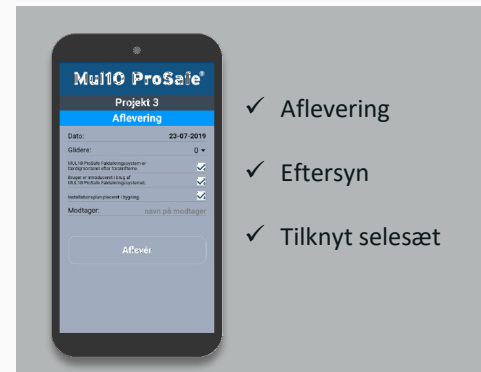 Mul10 ProSafe®
Projekt 3
Aflevering
Dato: 23-07-2019
Glidere: 0
MUL10 ProSafe Faldsikringssystem er
færdigmonteret efter forskrifterne.
Bruger er introduceret i brug af
MUL10 ProSafe Faldsikringssystemet.
Installationsplan placeret i bygning.
Modtager: navn på modtager
Aflevér
✓ Aflevering
✓ Eftersyn
✓ Tilknyt selesæt